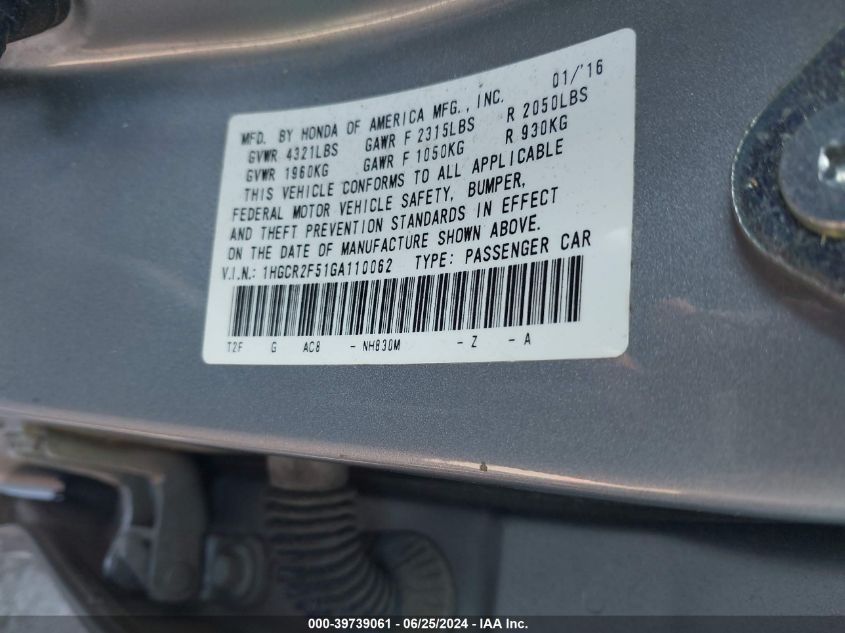 MFD. BY HONDA OF AMERICA MFG., INC. 01/'16
GVWR 4321LBS GAWR F 2315LBS R 2050LBS
GVWR 1960KG GAWR F 1050KG R 930KG
THIS VEHICLE CONFORMS TO ALL APPLICABLE
FEDERAL MOTOR VEHICLE SAFETY, BUMPER,
AND THEFT PREVENTION STANDARDS IN EFFECT
ON THE DATE OF MANUFACTURE SHOWN ABOVE.
V.I.N.: 1HGCR2F51GA110062 TYPE: PASSENGER CAR
T2F G AC8 - NH830M - Z - A
000-39739061 / 06/25/2024 - IAA Inc.